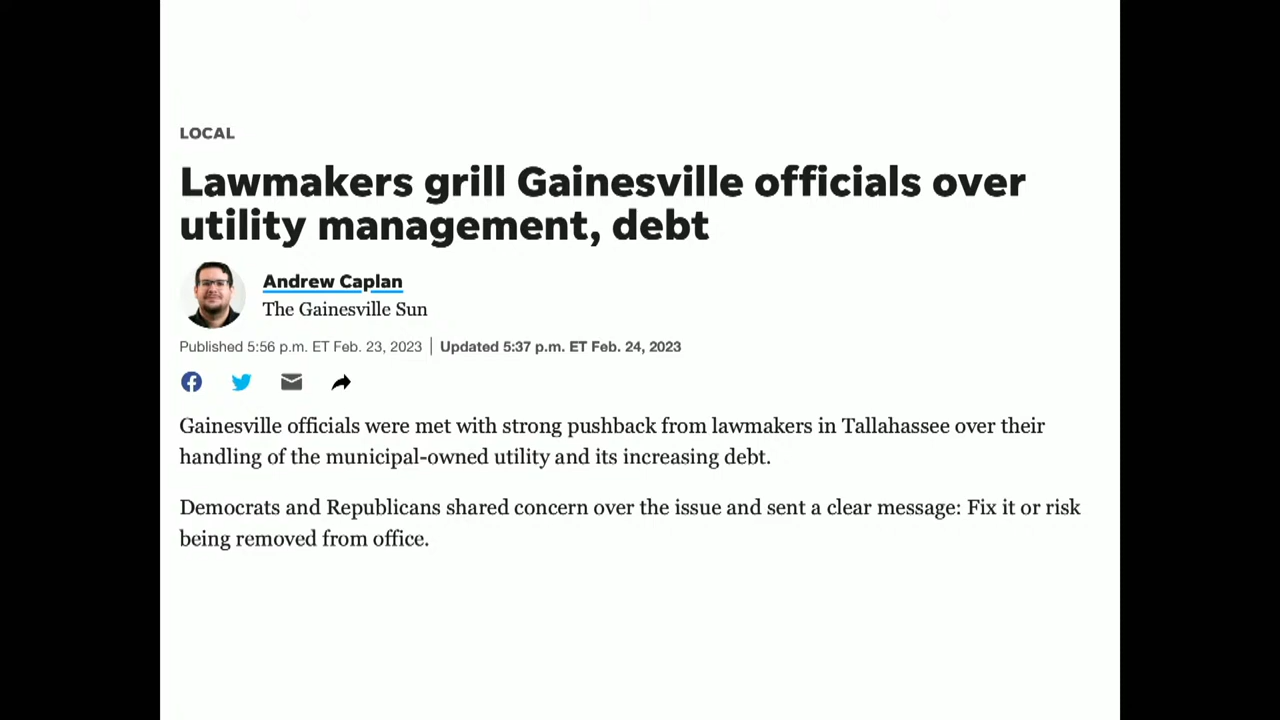 LOCAL
Lawmakers grill Gainesville officials over
utility management, debt
Andrew Caplan
The Gainesville Sun
Published 5:56 p.m. ET Feb. 23, 2023 | Updated 5:37 p.m. ET Feb. 24, 2023
Gainesville officials were met with strong pushback from lawmakers in Tallahassee over their
handling of the municipal-owned utility and its increasing debt.
Democrats and Republicans shared concern over the issue and sent a clear message: Fix it or risk
being removed from office.